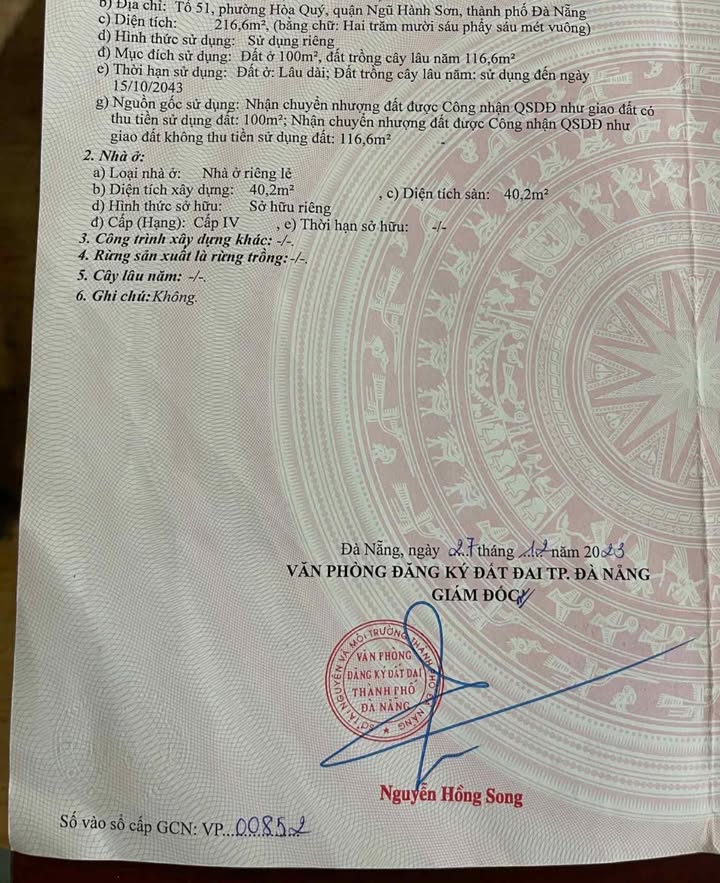 b) Địa chỉ: Tổ 51, phường Hòa Quý, quận Ngũ Hành Sơn, thành phố Đà Nẵng
c) Diện tích: 216,6m², (bằng chữ: Hai trăm mười sáu phẩy sáu mét vuông)
d) Hình thức sử dụng: Sử dụng riêng
đ) Mục đích sử dụng: Đất ở 100m², đất trồng cây lâu năm 116,6m²
e) Thời hạn sử dụng: Đất ở: Lâu dài; Đất trồng cây lâu năm: sử dụng đến ngày
15/10/2043
g) Nguồn gốc sử dụng: Nhận chuyển nhượng đất được Công nhận QSDĐ như giao đất có
thu tiền sử dụng đất: 100m²; Nhận chuyển nhượng đất được Công nhận QSDĐ như
giao đất không thu tiền sử dụng đất: 116,6m²
2. Nhà ở:
a) Loại nhà ở: Nhà ở riêng lẻ
b) Diện tích xây dựng: 40,2m² , c) Diện tích sàn: 40,2m²
d) Hình thức sở hữu: Sở hữu riêng
đ) Cấp (Hạng): Cấp IV , e) Thời hạn sở hữu: -/-
3. Công trình xây dựng khác: -/-.
4. Rừng sản xuất là rừng trồng: -/-.
5. Cây lâu năm: -/-.
6. Ghi chú: Không.
Đà Nẵng, ngày 27 tháng 12 năm 2023
VĂN PHÒNG ĐĂNG KÝ ĐẤT ĐAI TP. ĐÀ NẴNG
GIÁM ĐỐC
SỞ TÀI NGUYÊN VÀ MÔI TRƯỜNG THÀNH PHỐ ĐÀ NẴNG
VĂN PHÒNG
ĐĂNG KÝ ĐẤT ĐAI
THÀNH PHỐ
ĐÀ NẴNG
Nguyễn Hồng Song
Số vào sổ cấp GCN: VP...00852